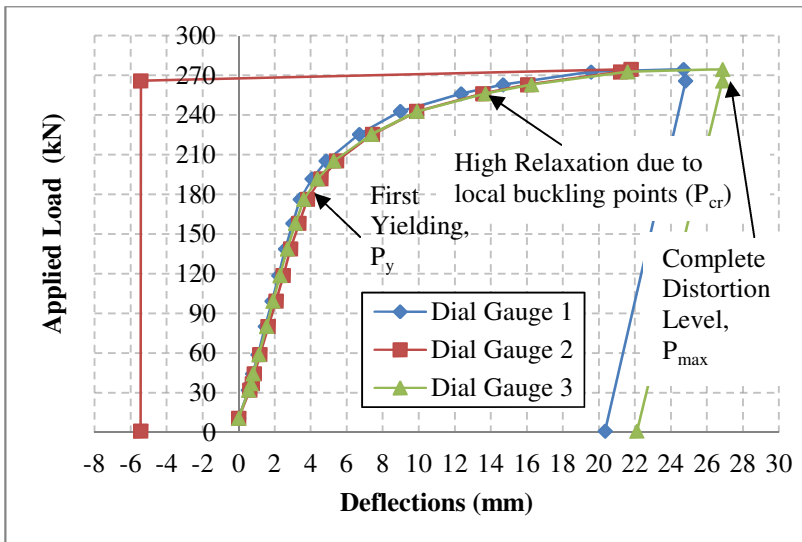 300
270
240
210
180
150
120
90
60
30
0
Applied Load (kN)
-8 -6 -4 -2 0 2 4 6 8 10 12 14 16 18 20 22 24 26 28 30
Deflections (mm)
High Relaxation due to
local buckling points (Pcr)
First
Yielding,
Py
Complete
Distortion
Level,
Pmax
Dial Gauge 1
Dial Gauge 2
Dial Gauge 3